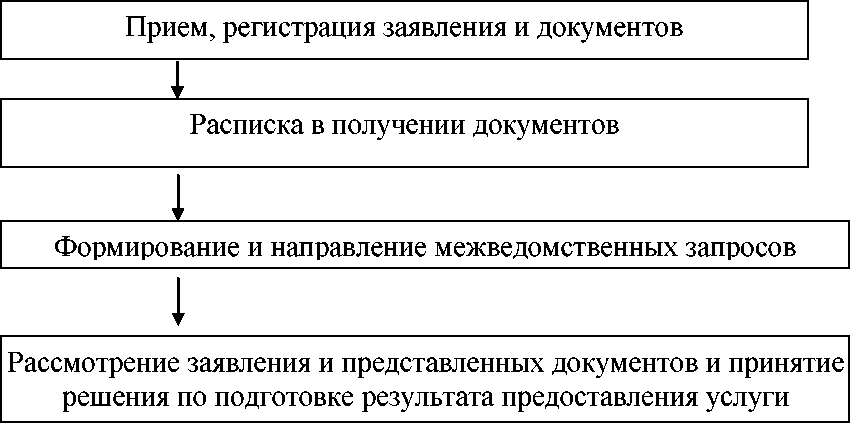 Прием, регистрация заявления и документов
Расписка в получении документов
Формирование и направление межведомственных запросов
Рассмотрение заявления и представленных документов и принятие
решения по подготовке результата предоставления услуги